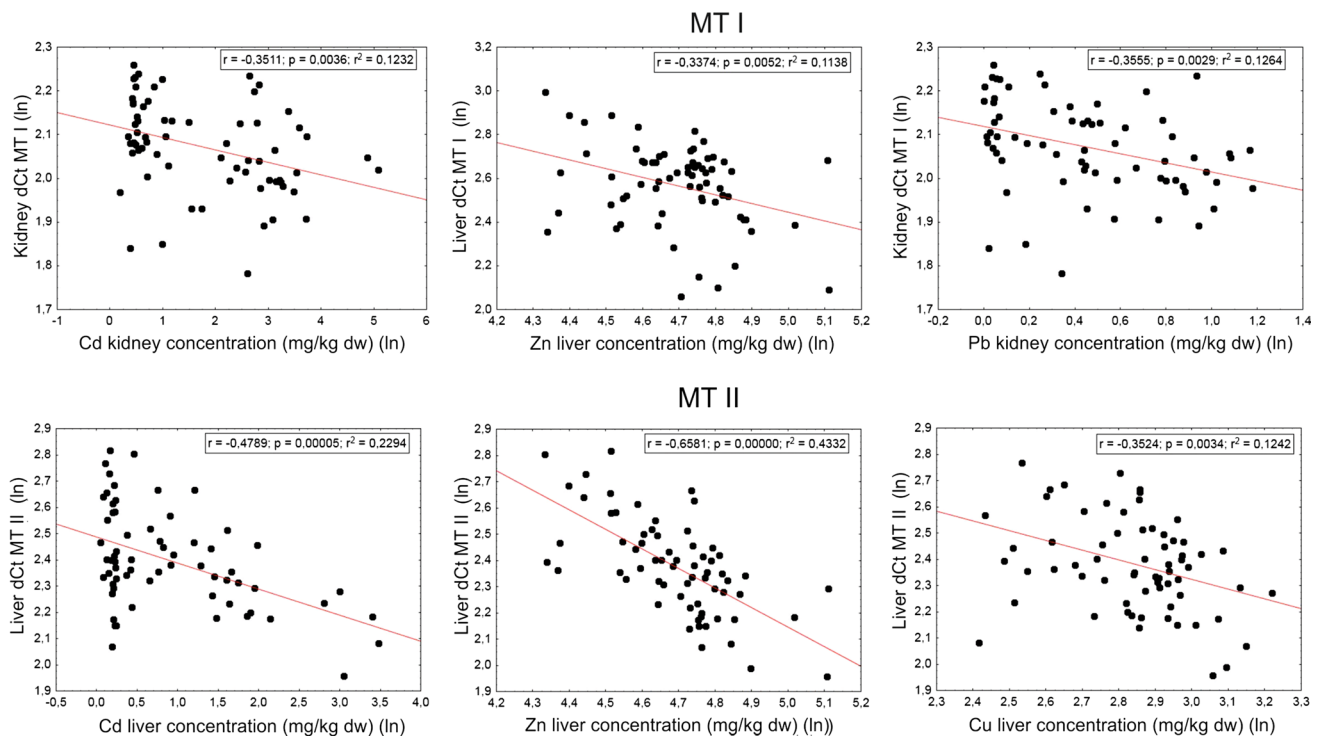 MT I
r = -0,3511; p = 0,0036; r² = 0,1232
Kidney dCt MT I (ln)
2,3
2,2
2,1
2,0
1,9
1,8
1,7
-1 0 1 2 3 4 5 6
Cd kidney concentration (mg/kg dw) (ln)
r = -0,3374; p = 0,0052; r² = 0,1138
Liver dCt MT I (ln)
3,2
3,0
2,8
2,6
2,4
2,2
2,0
4,2 4,3 4,4 4,5 4,6 4,7 4,8 4,9 5,0 5,1 5,2
Zn liver concentration (mg/kg dw) (ln)
r = -0,3555; p = 0,0029; r² = 0,1264
Kidney dCt MT I (ln)
2,3
2,2
2,1
2,0
1,9
1,8
1,7
-0,2 0,0 0,2 0,4 0,6 0,8 1,0 1,2 1,4
Pb kidney concentration (mg/kg dw) (ln)
MT II
r = -0,4789; p = 0,00005; r² = 0,2294
Liver dCt MT II (ln)
2,9
2,8
2,7
2,6
2,5
2,4
2,3
2,2
2,1
2,0
1,9
-0,5 0,0 0,5 1,0 1,5 2,0 2,5 3,0 3,5 4,0
Cd liver concentration (mg/kg dw) (ln)
r = -0,6581; p = 0,00000; r² = 0,4332
Liver dCt MT II (ln)
2,9
2,8
2,7
2,6
2,5
2,4
2,3
2,2
2,1
2,0
1,9
4,2 4,3 4,4 4,5 4,6 4,7 4,8 4,9 5,0 5,1 5,2
Zn liver concentration (mg/kg dw) (ln))
r = -0,3524; p = 0,0034; r² = 0,1242
Liver dCt MT II (ln)
2,9
2,8
2,7
2,6
2,5
2,4
2,3
2,2
2,1
2,0
1,9
2,3 2,4 2,5 2,6 2,7 2,8 2,9 3,0 3,1 3,2 3,3
Cu liver concentration (mg/kg dw) (ln)